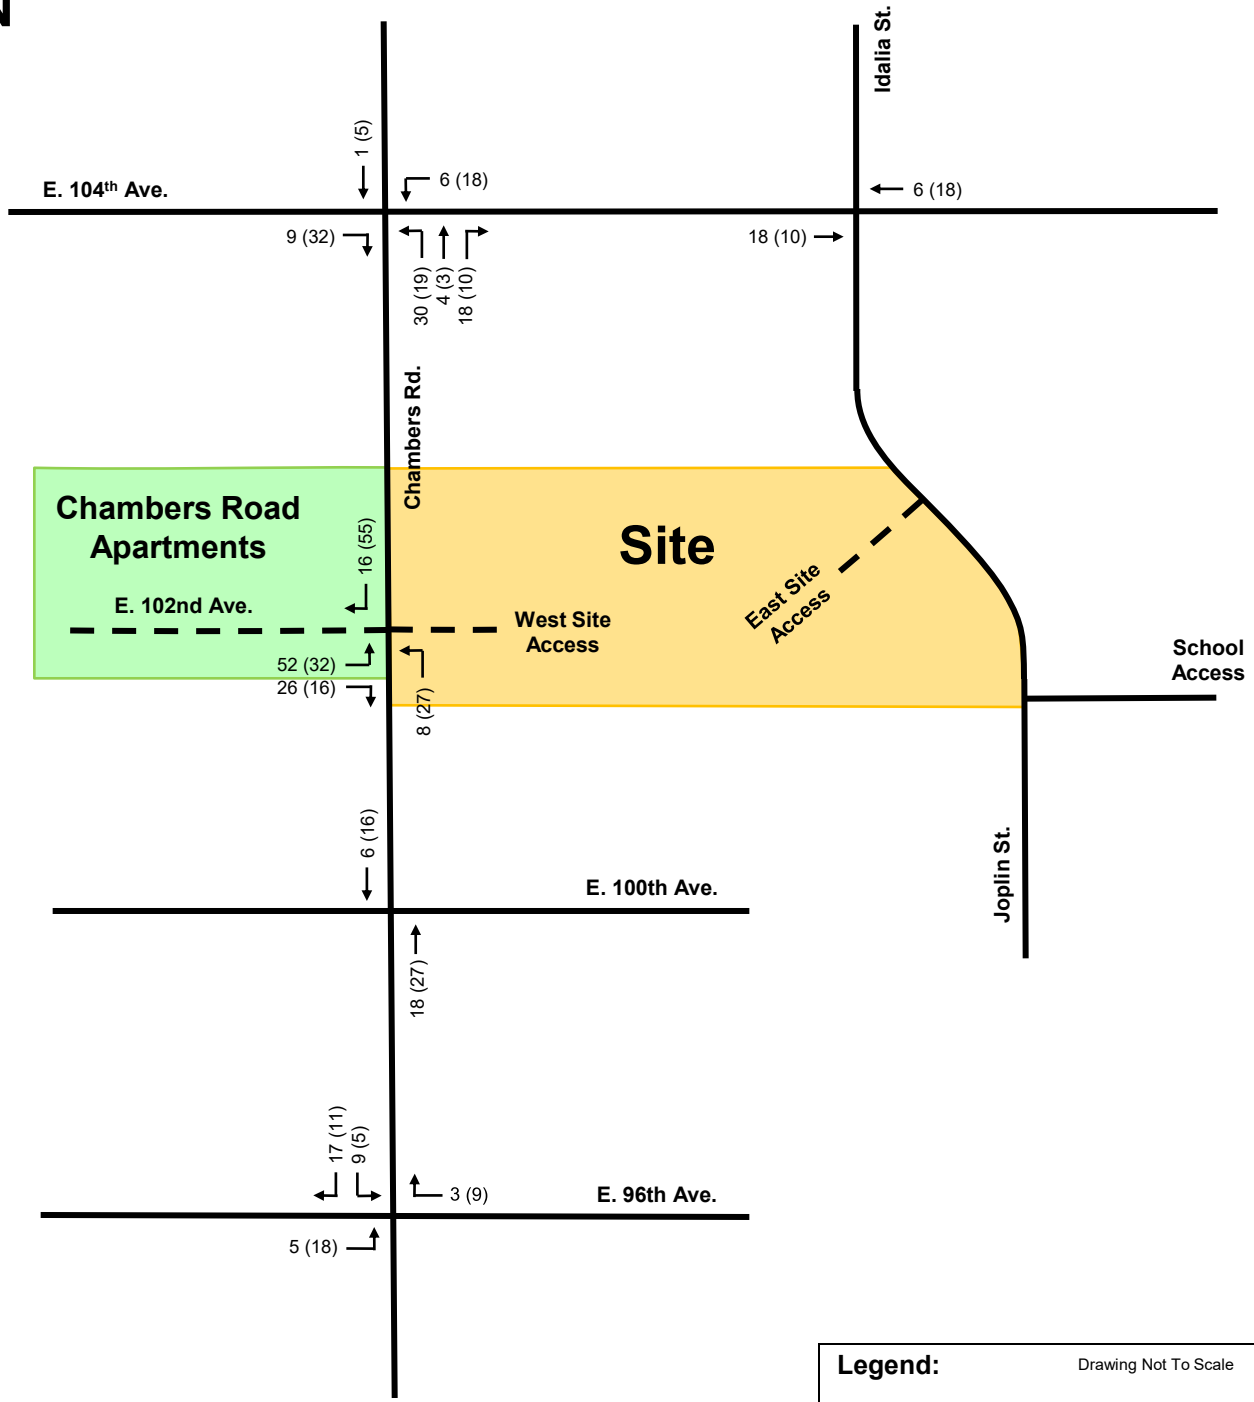 N
Idalia St.
1 (5)
E. 104th Ave.
6 (18)
6 (18)
9 (32)
18 (10)
30 (19)
4 (3)
18 (10)
Chambers Rd.
Chambers Road
Apartments
16 (55)
Site
E. 102nd Ave.
West Site
Access
East Site
Access
52 (32)
26 (16)
8 (27)
School
Access
6 (16)
E. 100th Ave.
Joplin St.
18 (27)
17 (11)
9 (5)
3 (9)
E. 96th Ave.
5 (18)
Legend:
Drawing Not To Scale